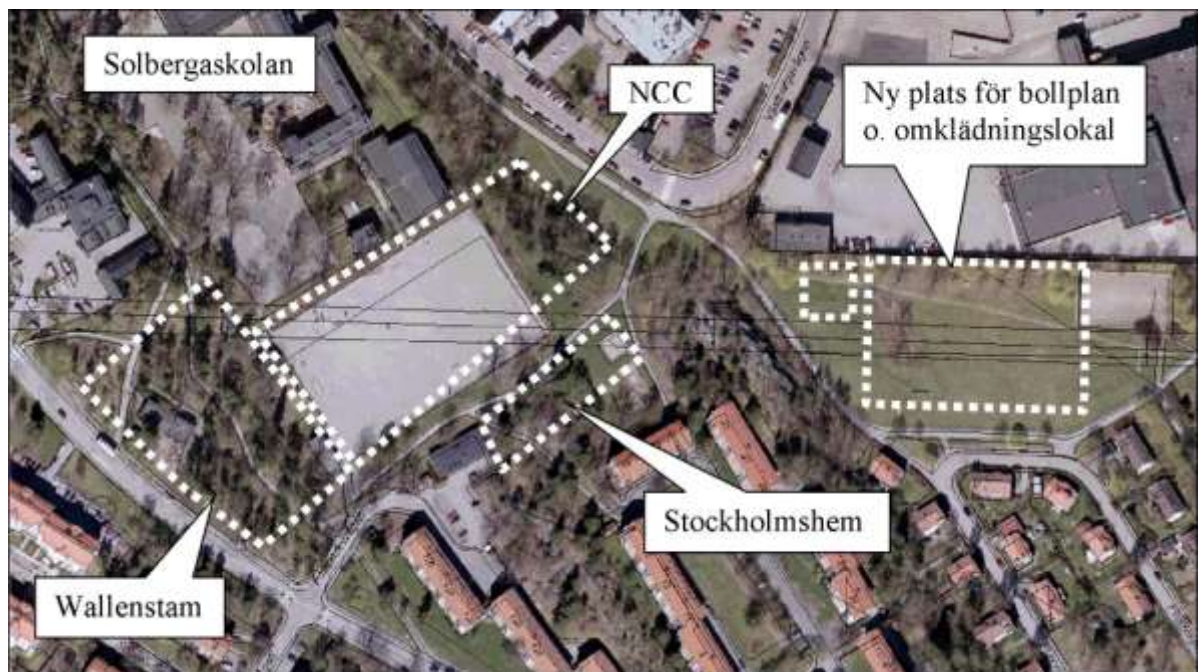 Solbergaskolan
NCC
Ny plats för bollplan
o. omklädningslokal
Stockholmshem
Wallenstam